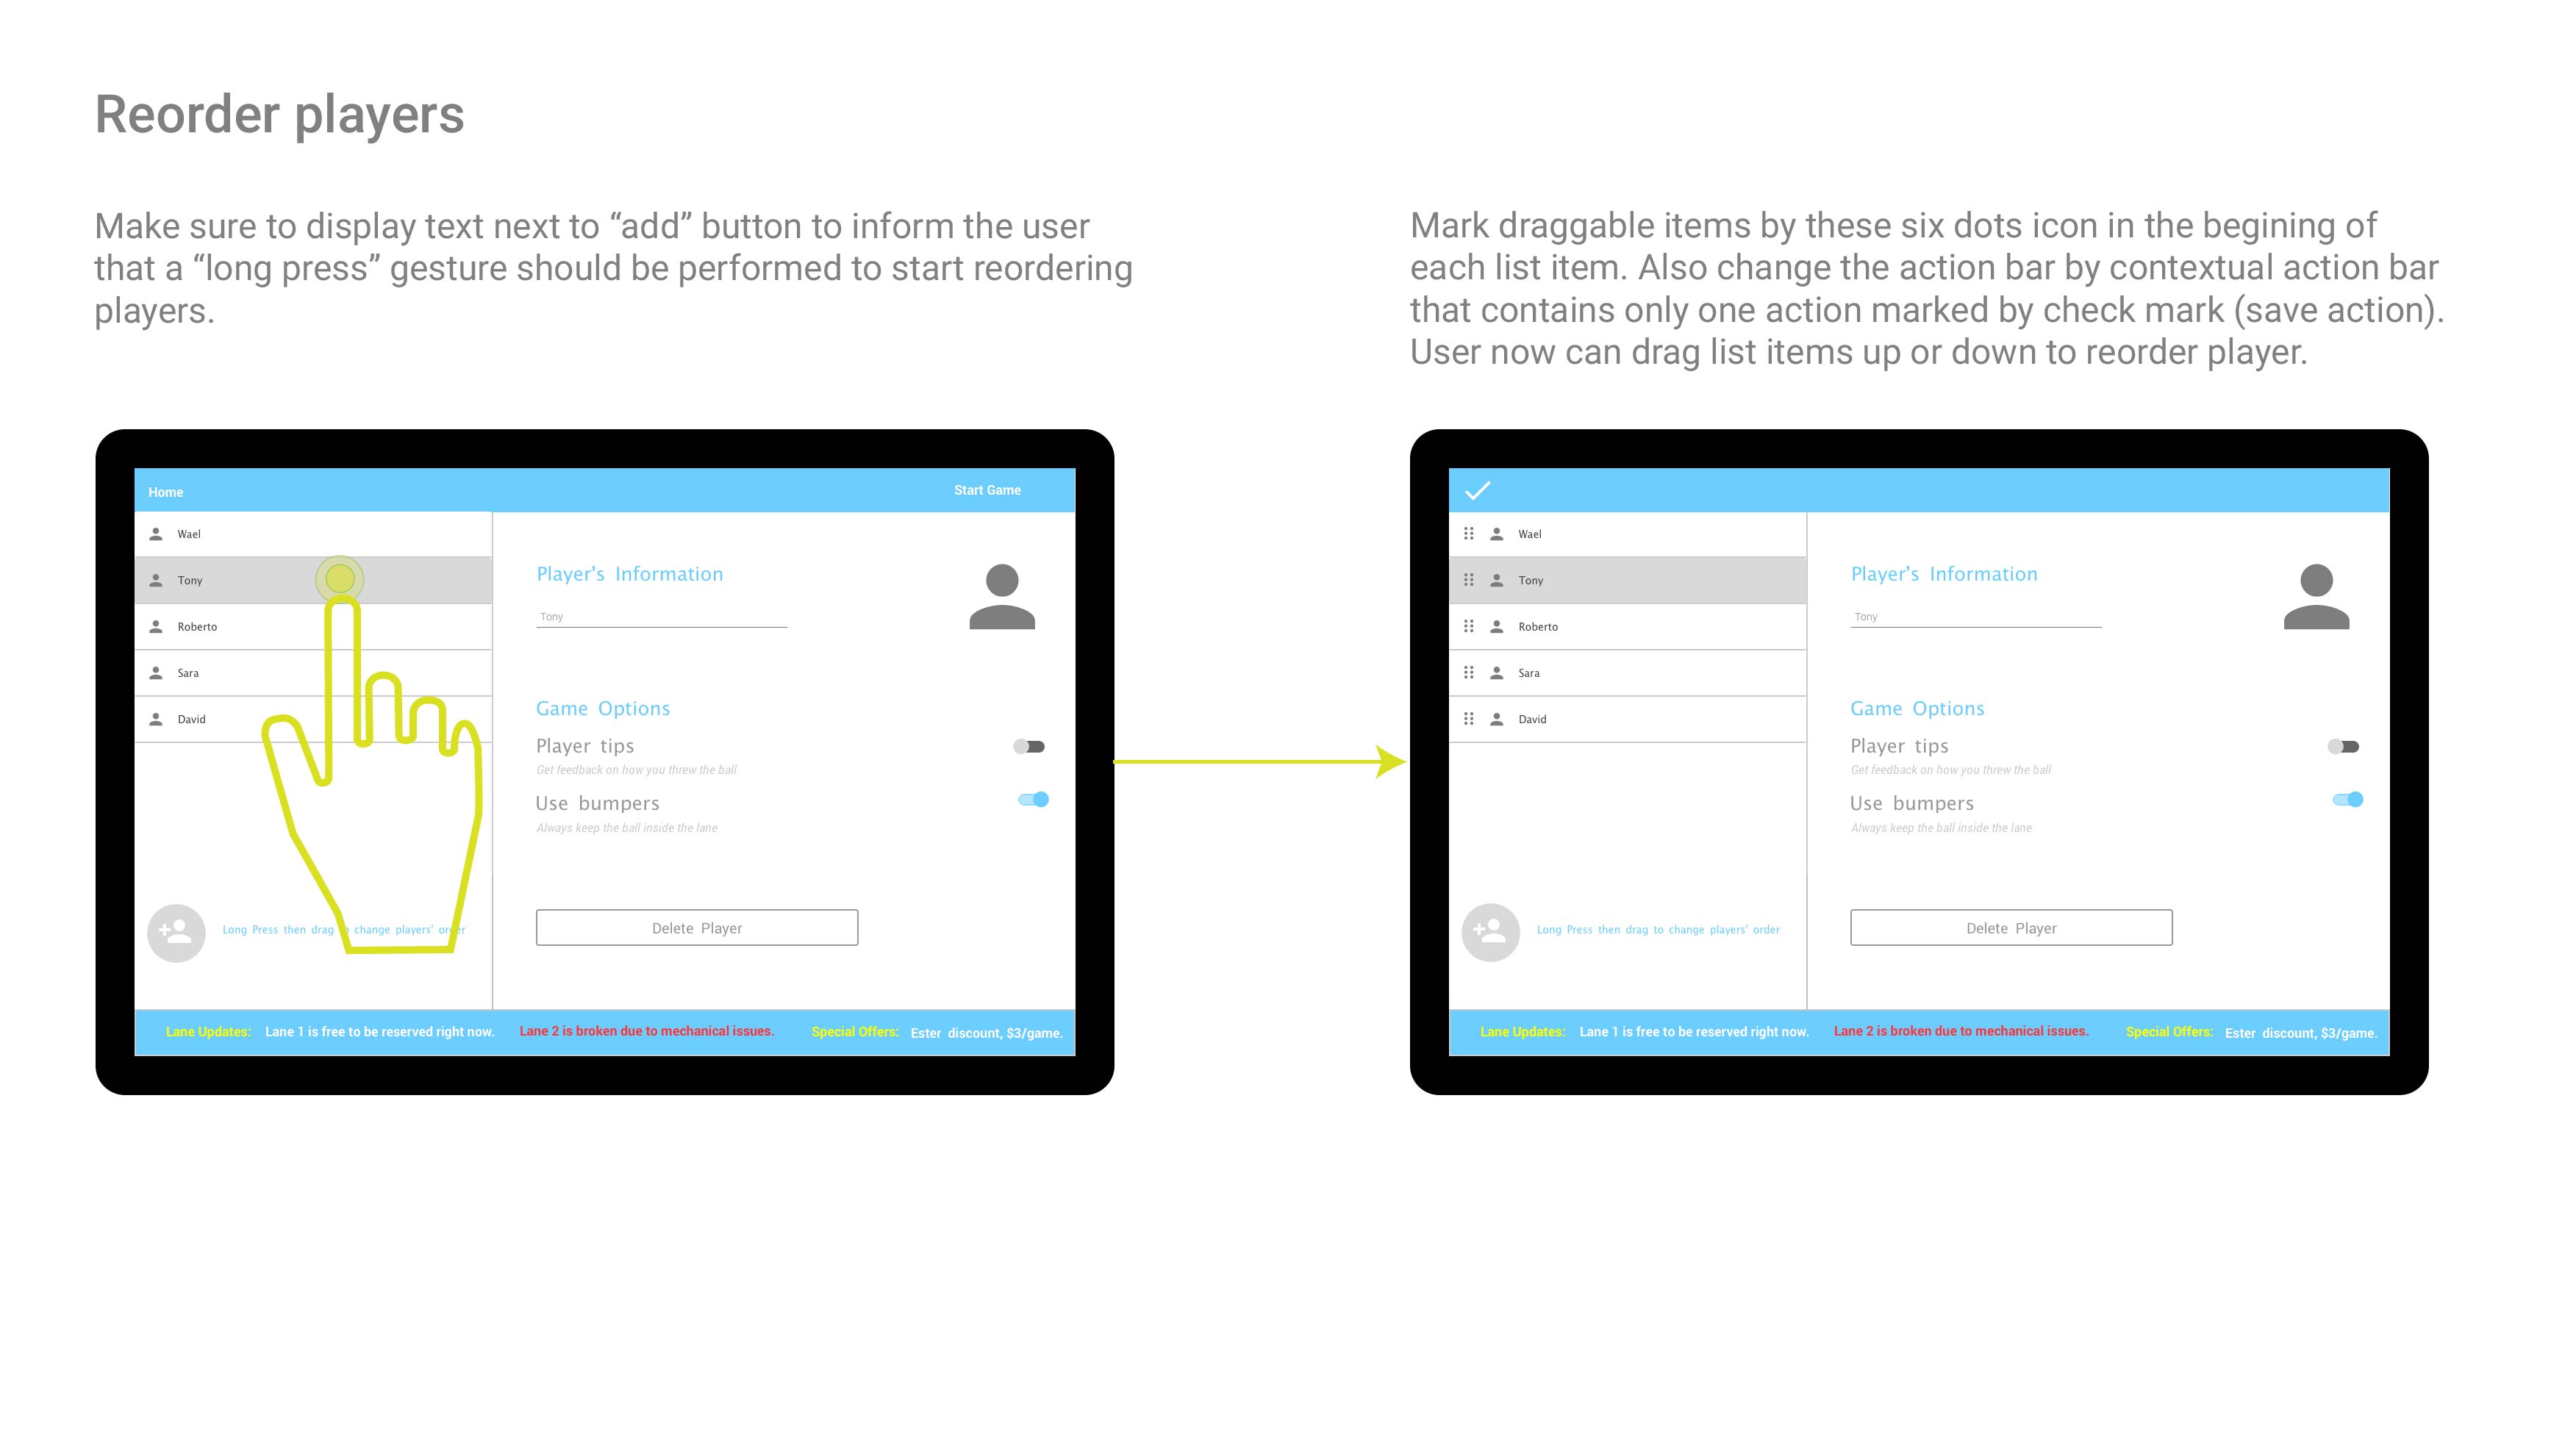 Reorder players
Make sure to display text next to “add” button to inform the user
that a “long press” gesture should be performed to start reordering
players.
Mark draggable items by these six dots icon in the begining of
each list item. Also change the action bar by contextual action bar
that contains only one action marked by check mark (save action).
User now can drag list items up or down to reorder player.
Home
Start Game
Wael
Tony
Roberto
Sara
David
Player's Information
Tony
Game Options
Player tips
Get feedback on how you threw the ball
Use bumpers
Always keep the ball inside the lane
Delete Player
Long Press then drag to change players' order
Lane Updates: Lane 1 is free to be reserved right now. Lane 2 is broken due to mechanical issues. Special Offers: Ester discount, $3/game.
Wael
Tony
Roberto
Sara
David
Player's Information
Tony
Game Options
Player tips
Get feedback on how you threw the ball
Use bumpers
Always keep the ball inside the lane
Delete Player
Long Press then drag to change players' order
Lane Updates: Lane 1 is free to be reserved right now. Lane 2 is broken due to mechanical issues. Special Offers: Ester discount, $3/game.